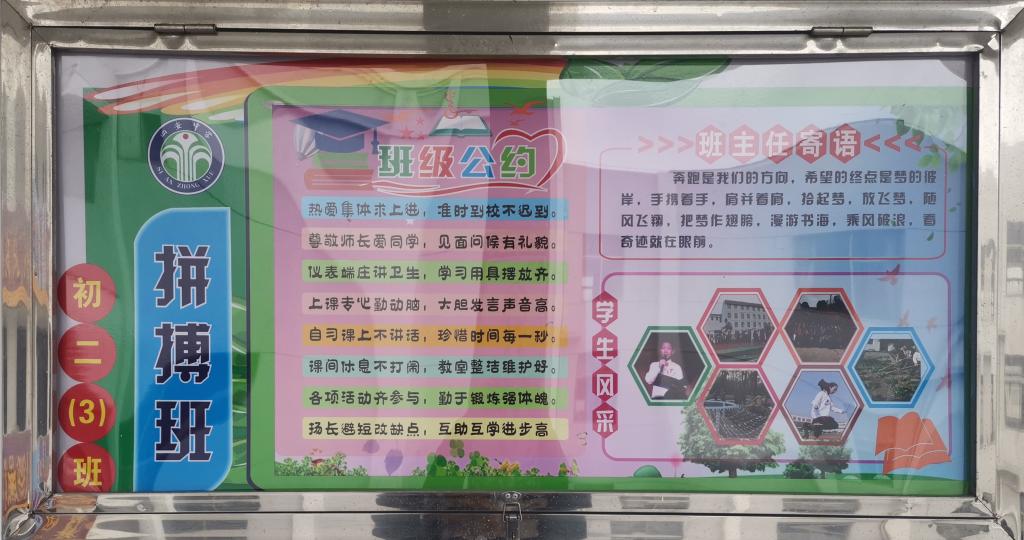 西安中学
SI AN ZHONG XUE
拼搏班
初二(3)班
班级公约
热爱集体求上进，准时到校不迟到。
尊敬师长爱同学，见面问候有礼貌。
仪表端庄讲卫生，学习用具摆放齐。
上课专心勤动脑，大胆发言声音高。
自习课上不讲话，珍惜时间每一秒。
课间休息不打闹，教室整洁维护好。
各项活动齐参与，勤于锻炼强体魄。
扬长避短改缺点，互助互学进步高
>>>班主任寄语<<<
奔跑是我们的方向，希望的终点是梦的彼
岸，手携着手，肩并着肩，拾起梦，放飞梦，随
风飞翔，把梦作翅膀，漫游书海，乘风破浪，看
奇迹就在眼前。
学生风采